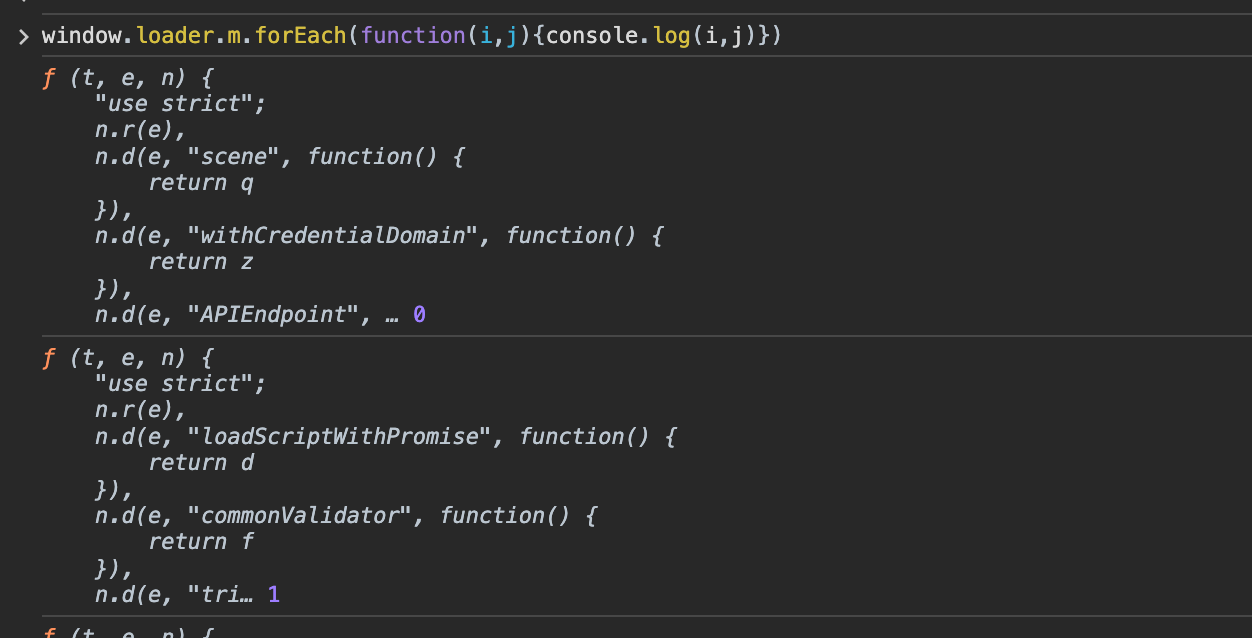 > window.loader.m.forEach(function(i,j){console.log(i,j)})
ƒ (t, e, n) {
    "use strict";
    n.r(e),
    n.d(e, "scene", function() {
        return q
    }),
    n.d(e, "withCredentialDomain", function() {
        return z
    }),
    n.d(e, "APIEndpoint", … 0
ƒ (t, e, n) {
    "use strict";
    n.r(e),
    n.d(e, "loadScriptWithPromise", function() {
        return d
    }),
    n.d(e, "commonValidator", function() {
        return f
    }),
    n.d(e, "tri… 1
ƒ (t, e, n) {